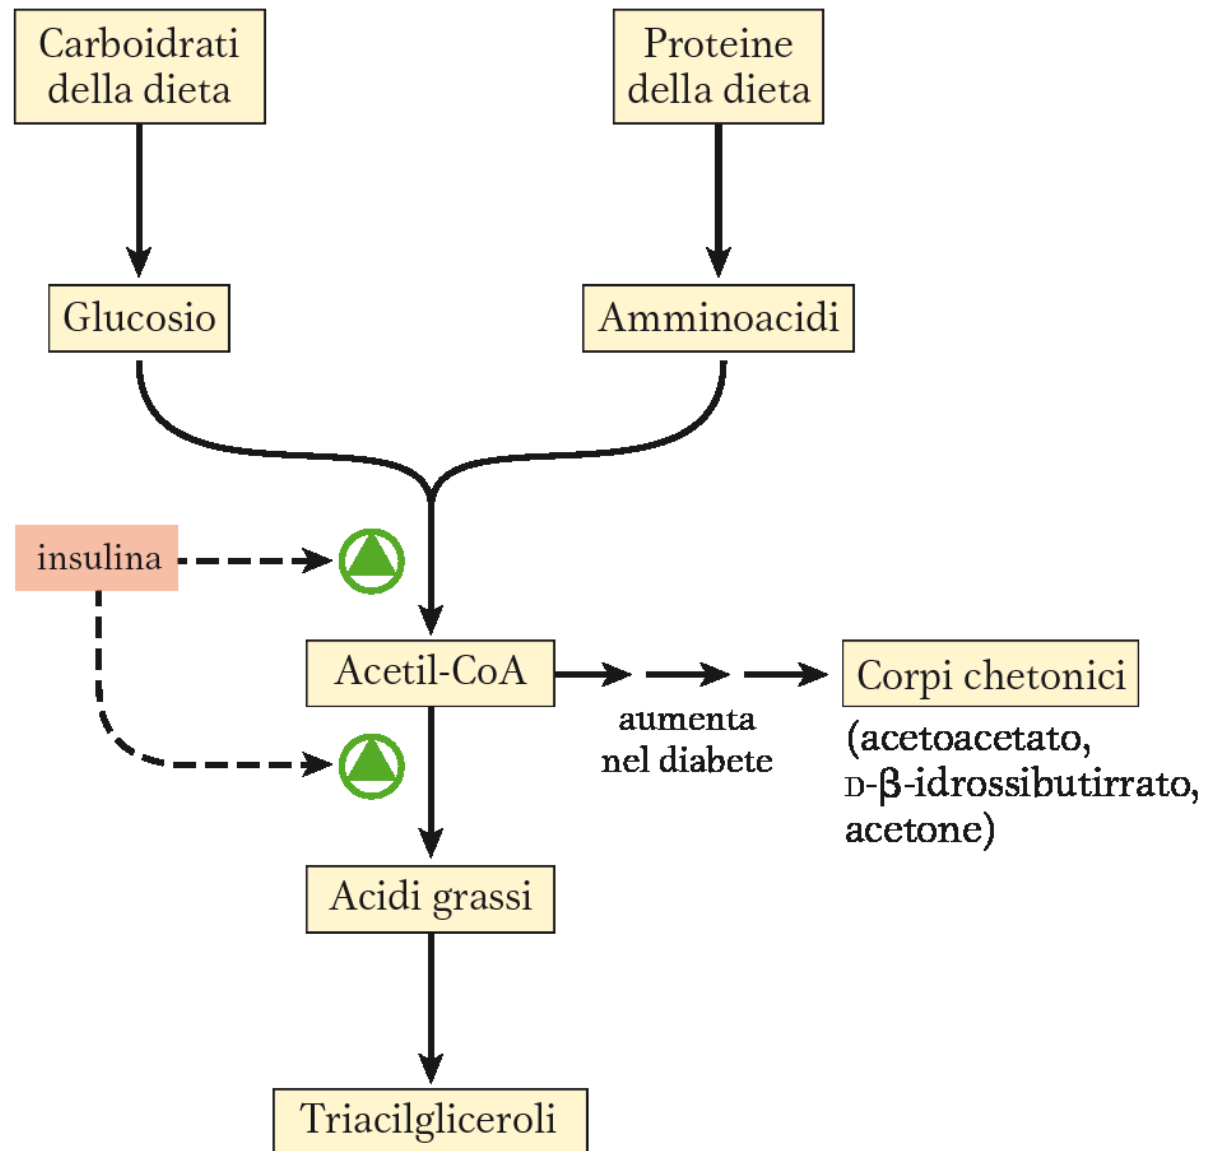 Carboidrati
della dieta
Proteine
della dieta
Glucosio
Amminoacidi
insulina
Acetil-CoA
aumenta
nel diabete
Corpi chetonici
(acetoacetato,
D-β-idrossibutirrato,
acetone)
Acidi grassi
Triacilgliceroli